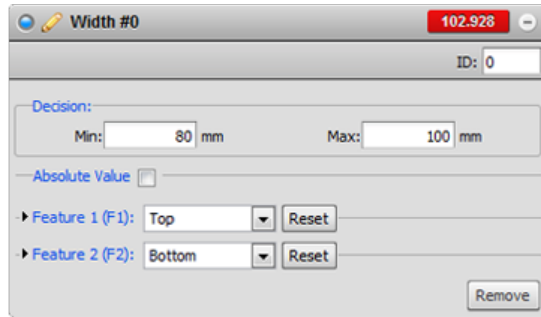 Width #0 102.928
ID: 0
Decision:
Min: 80 mm Max: 100 mm
Absolute Value
Feature 1 (F1): Top Reset
Feature 2 (F2): Bottom Reset
Remove